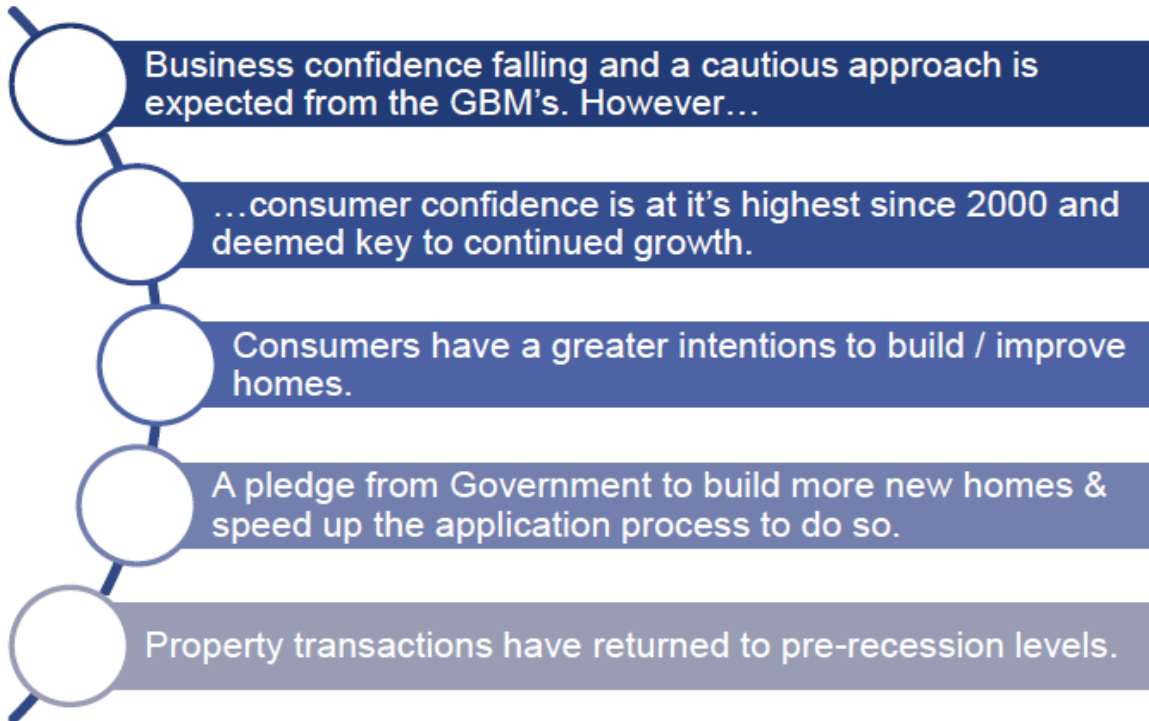 Business confidence falling and a cautious approach is
expected from the GBM's. However…
…consumer confidence is at it's highest since 2000 and
deemed key to continued growth.
Consumers have a greater intentions to build / improve
homes.
A pledge from Government to build more new homes &
speed up the application process to do so.
Property transactions have returned to pre-recession levels.